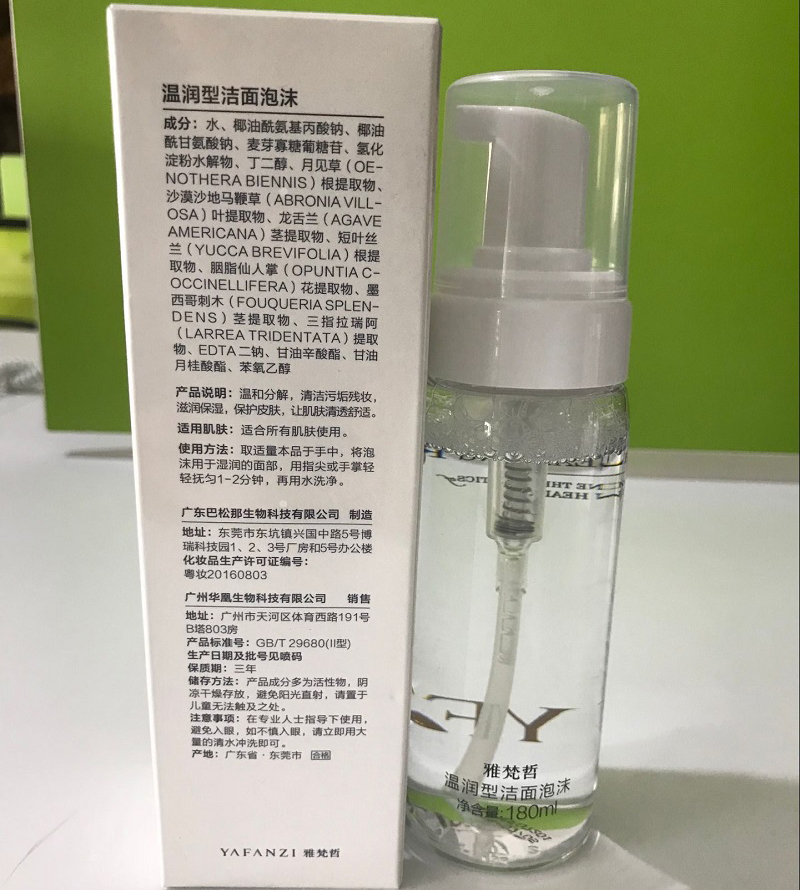 温润型洁面泡沫
成分：水、椰油酰氨基丙酸钠、椰油
酰甘氨酸钠、麦芽寡糖葡糖苷、氢化
淀粉水解物、丁二醇、月见草（OE-
NOTHERA BIENNIS）根提取物、
沙漠沙地马鞭草（ABRONIA VILL-
OSA）叶提取物、龙舌兰（AGAVE
AMERICANA）茎提取物、短叶丝
兰（YUCCA BREVIFOLIA）根提
取物、胭脂仙人掌（OPUNTIA C-
OCCINELLIFERA）花提取物、墨
西哥刺木（FOUQUERIA SPLEN-
DENS）茎提取物、三指拉瑞阿
（LARREA TRIDENTATA）提取
物、EDTA二钠、甘油辛酸酯、甘油
月桂酸酯、苯氧乙醇
产品说明：温和分解，清洁污垢残妆，
滋润保湿，保护皮肤，让肌肤清透舒适。
适用肌肤：适合所有肌肤使用。
使用方法：取适量本品于手中，将泡
沫用于湿润的面部，用指尖或手掌轻
轻抚匀1-2分钟，再用水洗净。
广东巴松那生物科技有限公司 制造
地址：东莞市东坑镇兴国中路5号博
瑞科技园1、2、3号厂房和5号办公楼
化妆品生产许可证编号：
粤妆20160803
广州华凰生物科技有限公司 销售
地址：广州市天河区体育西路191号
B塔803房
产品标准号：GB/T 29680(II型)
生产日期及批号见喷码
保质期：三年
储存方法：产品成分多为活性物，阴
凉干燥存放，避免阳光直射，请置于
儿童无法触及之处。
注意事项：在专业人士指导下使用，
避免入眼，如不慎入眼，请立即用大
量的清水冲洗即可。
产地：广东省·东莞市 合格
YAFANZI 雅梵哲
雅梵哲
温润型洁面泡沫
净含量:180ml